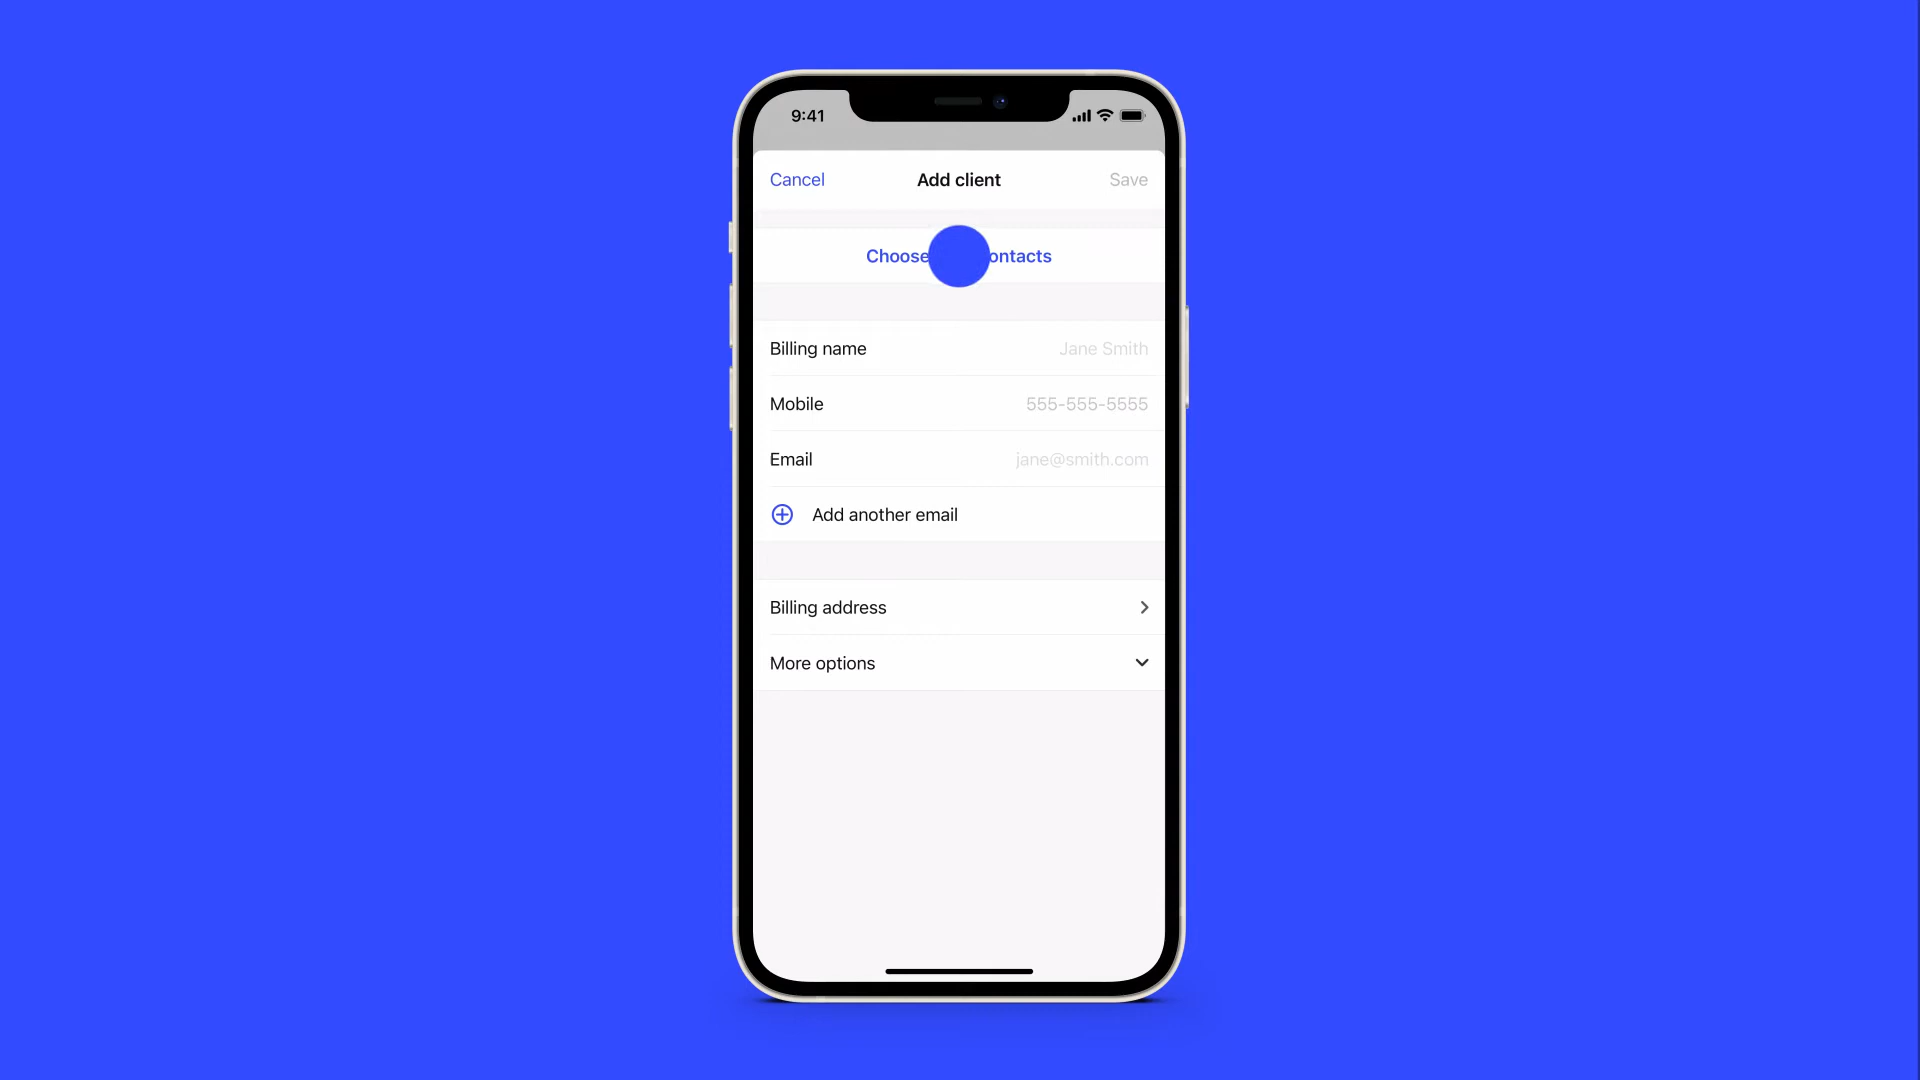 9:41
Cancel Add client Save
Choose ontacts
Billing name Jane Smith
Mobile 555-555-5555
Email jane@smith.com
Add another email
Billing address
More options